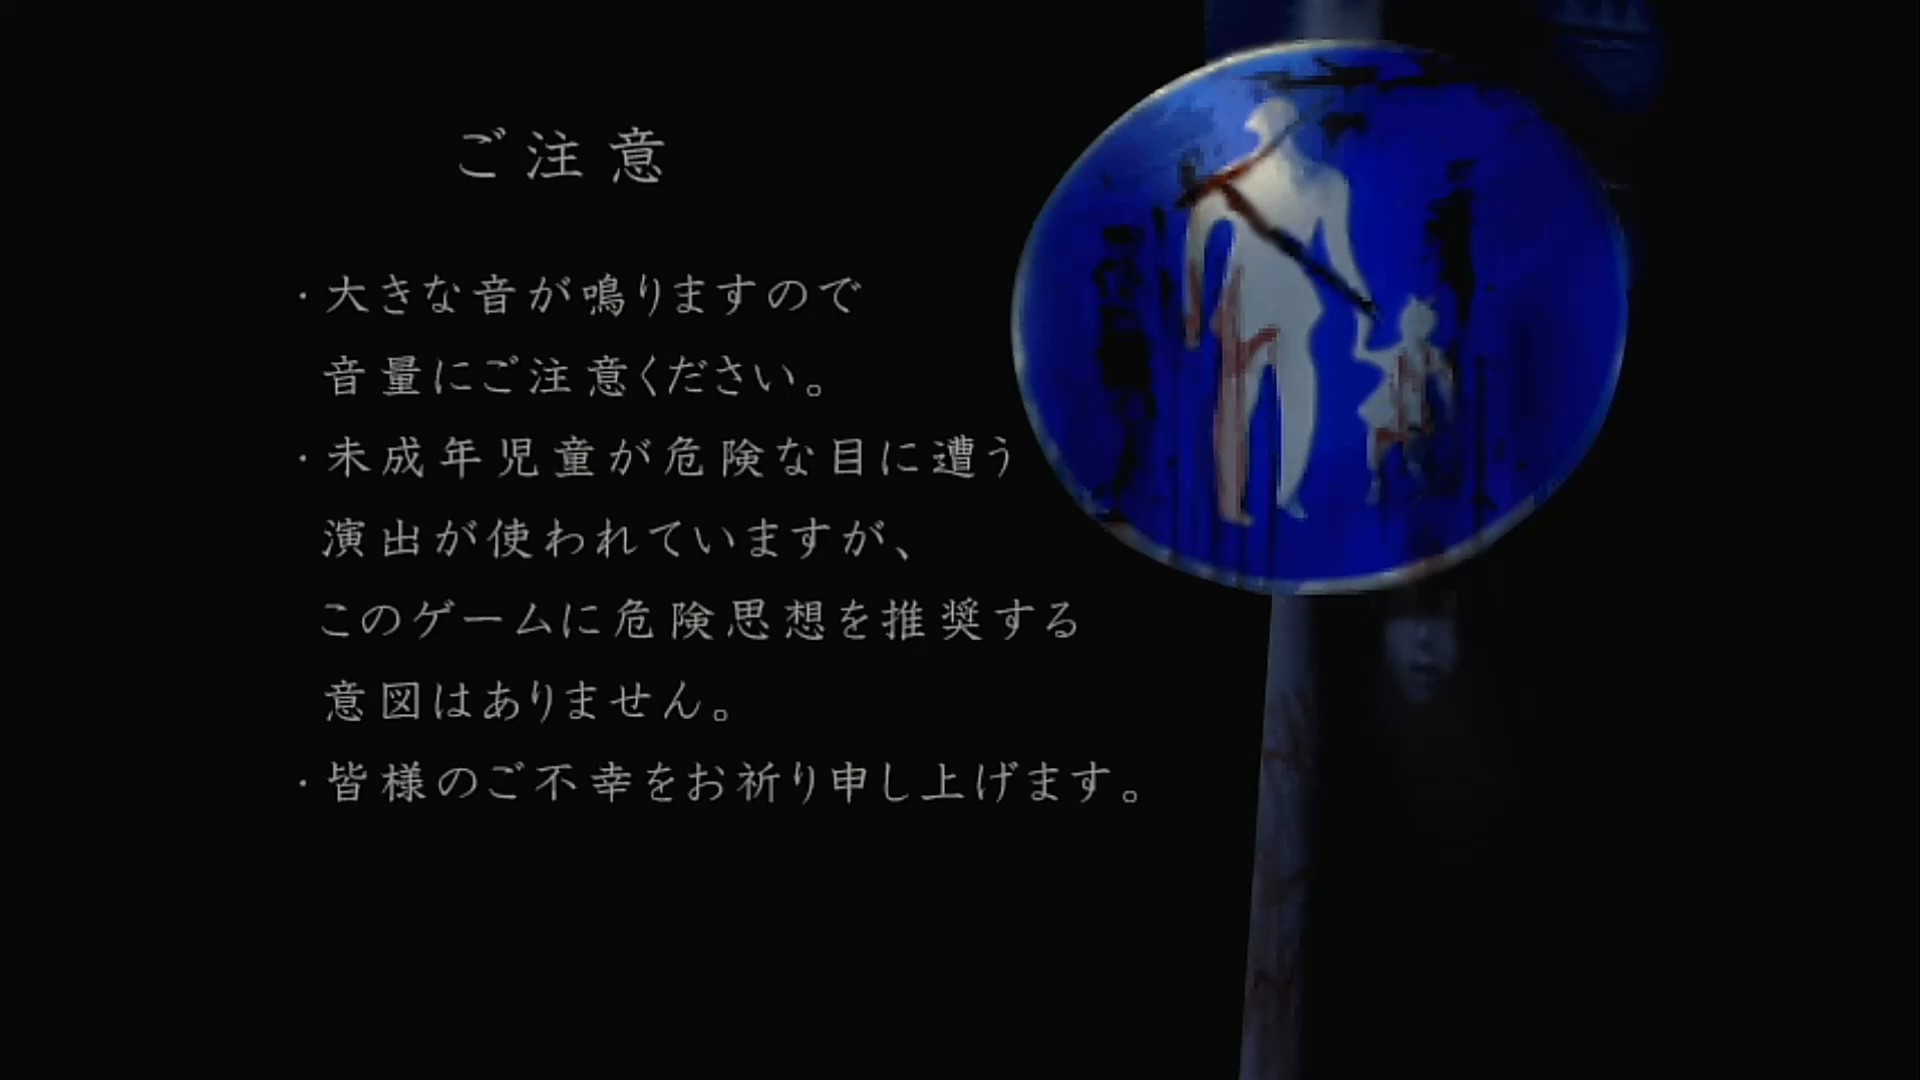 ご注意
・大きな音が鳴りますので
音量にご注意ください。
・未成年児童が危険な目に遭う
演出が使われていますが、
このゲームに危険思想を推奨する
意図はありません。
・皆様のご不幸をお祈り申し上げます。